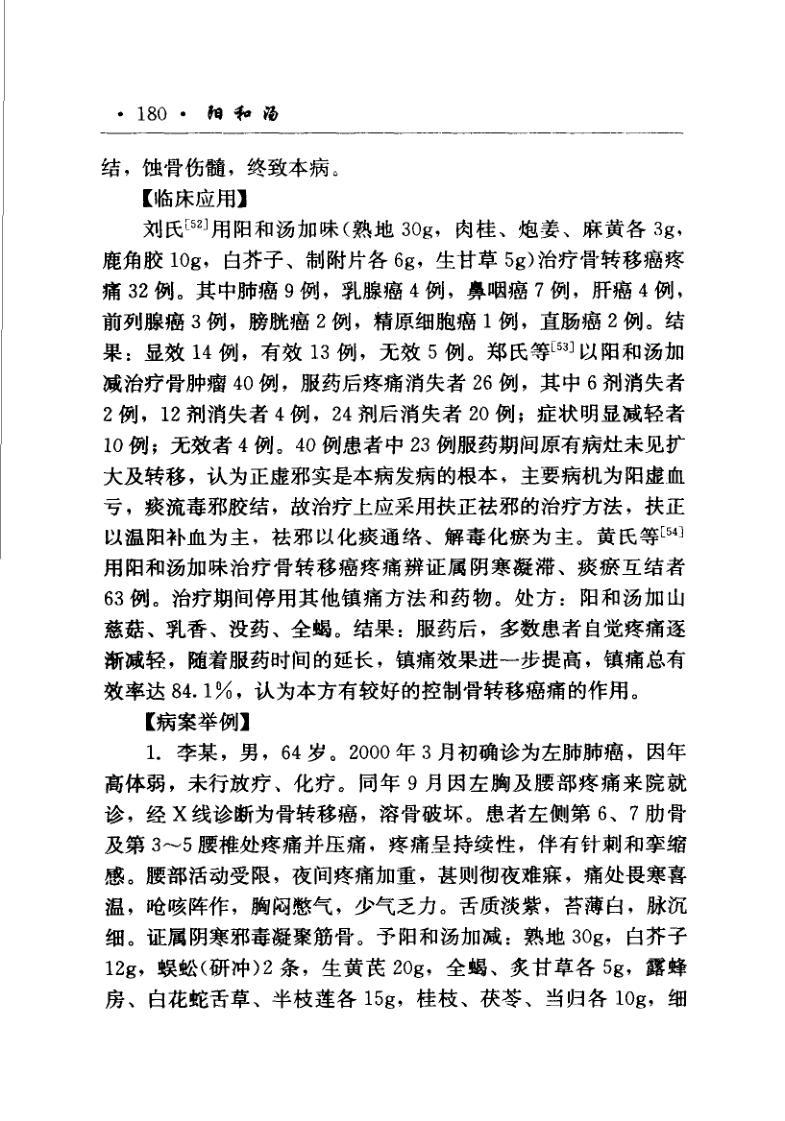 · 180 · 阳和汤
结，蚀骨伤髓，终致本病。
【临床应用】
刘氏[52]用阳和汤加味(熟地 30g，肉桂、炮姜、麻黄各 3g，
鹿角胶 10g，白芥子、制附片各 6g，生甘草 5g)治疗骨转移癌疼
痛 32 例。其中肺癌 9 例，乳腺癌 4 例，鼻咽癌 7 例，肝癌 4 例，
前列腺癌 3 例，膀胱癌 2 例，精原细胞癌 1 例，直肠癌 2 例。结
果：显效 14 例，有效 13 例，无效 5 例。郑氏等[53]以阳和汤加
减治疗骨肿瘤 40 例，服药后疼痛消失者 26 例，其中 6 剂消失者
2 例，12 剂消失者 4 例，24 剂后消失者 20 例；症状明显减轻者
10 例；无效者 4 例。40 例患者中 23 例服药期间原有病灶未见扩
大及转移，认为正虚邪实是本病发病的根本，主要病机为阳虚血
亏，痰流毒邪胶结，故治疗上应采用扶正祛邪的治疗方法，扶正
以温阳补血为主，祛邪以化痰通络、解毒化瘀为主。黄氏等[54]
用阳和汤加味治疗骨转移癌疼痛辨证属阴寒凝滞、痰瘀互结者
63 例。治疗期间停用其他镇痛方法和药物。处方：阳和汤加山
慈菇、乳香、没药、全蝎。结果：服药后，多数患者自觉疼痛逐
渐减轻，随着服药时间的延长，镇痛效果进一步提高，镇痛总有
效率达 84.1%，认为本方有较好的控制骨转移癌痛的作用。
【病案举例】
1. 李某，男，64 岁。2000 年 3 月初确诊为左肺肺癌，因年
高体弱，未行放疗、化疗。同年 9 月因左胸及腰部疼痛来院就
诊，经 X 线诊断为骨转移癌，溶骨破坏。患者左侧第 6、7 肋骨
及第 3～5 腰椎处疼痛并压痛，疼痛呈持续性，伴有针刺和挛缩
感。腰部活动受限，夜间疼痛加重，甚则彻夜难寐，痛处畏寒喜
温，呛咳阵作，胸闷憋气，少气乏力。舌质淡紫，苔薄白，脉沉
细。证属阴寒邪毒凝聚筋骨。予阳和汤加减：熟地 30g，白芥子
12g，蜈蚣(研冲)2 条，生黄芪 20g，全蝎、炙甘草各 5g，露蜂
房、白花蛇舌草、半枝莲各 15g，桂枝、茯苓、当归各 10g，细